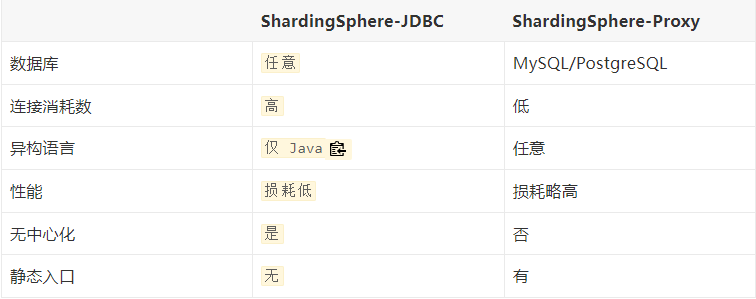 ShardingSphere-JDBC ShardingSphere-Proxy
数据库 任意 MySQL/PostgreSQL
连接消耗数 高 低
异构语言 仅 Java 任意
性能 损耗低 损耗略高
无中心化 是 否
静态入口 无 有